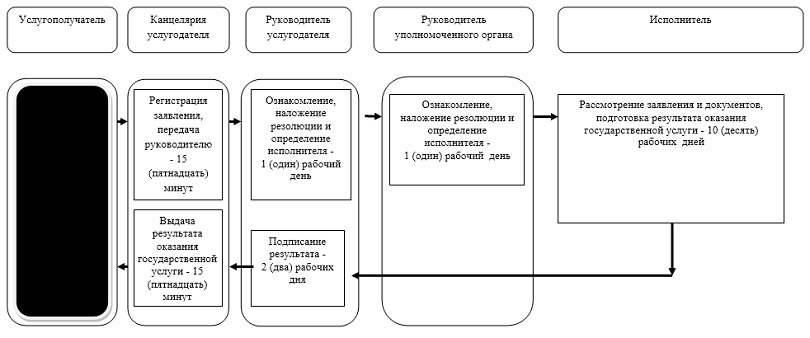 Услугополучатель
Канцелярия
услугодателя
Руководитель
услугодателя
Руководитель
уполномоченного органа
Исполнитель
Регистрация
заявления,
передача
руководителю
- 15
(пятнадцать)
минут
Ознакомление,
наложение
резолюции и
определение
исполнителя -
1 (один) рабочий
день
Ознакомление,
наложение резолюции и
определение
исполнителя -
1 (один) рабочий день
Рассмотрение заявления и документов,
подготовка результата оказания
государственной услуги - 10 (десять)
рабочих дней
Выдача
результата
оказания
государственной
услуги - 15
(пятнадцать)
минут
Подписание
результата -
2 (два) рабочих
дня